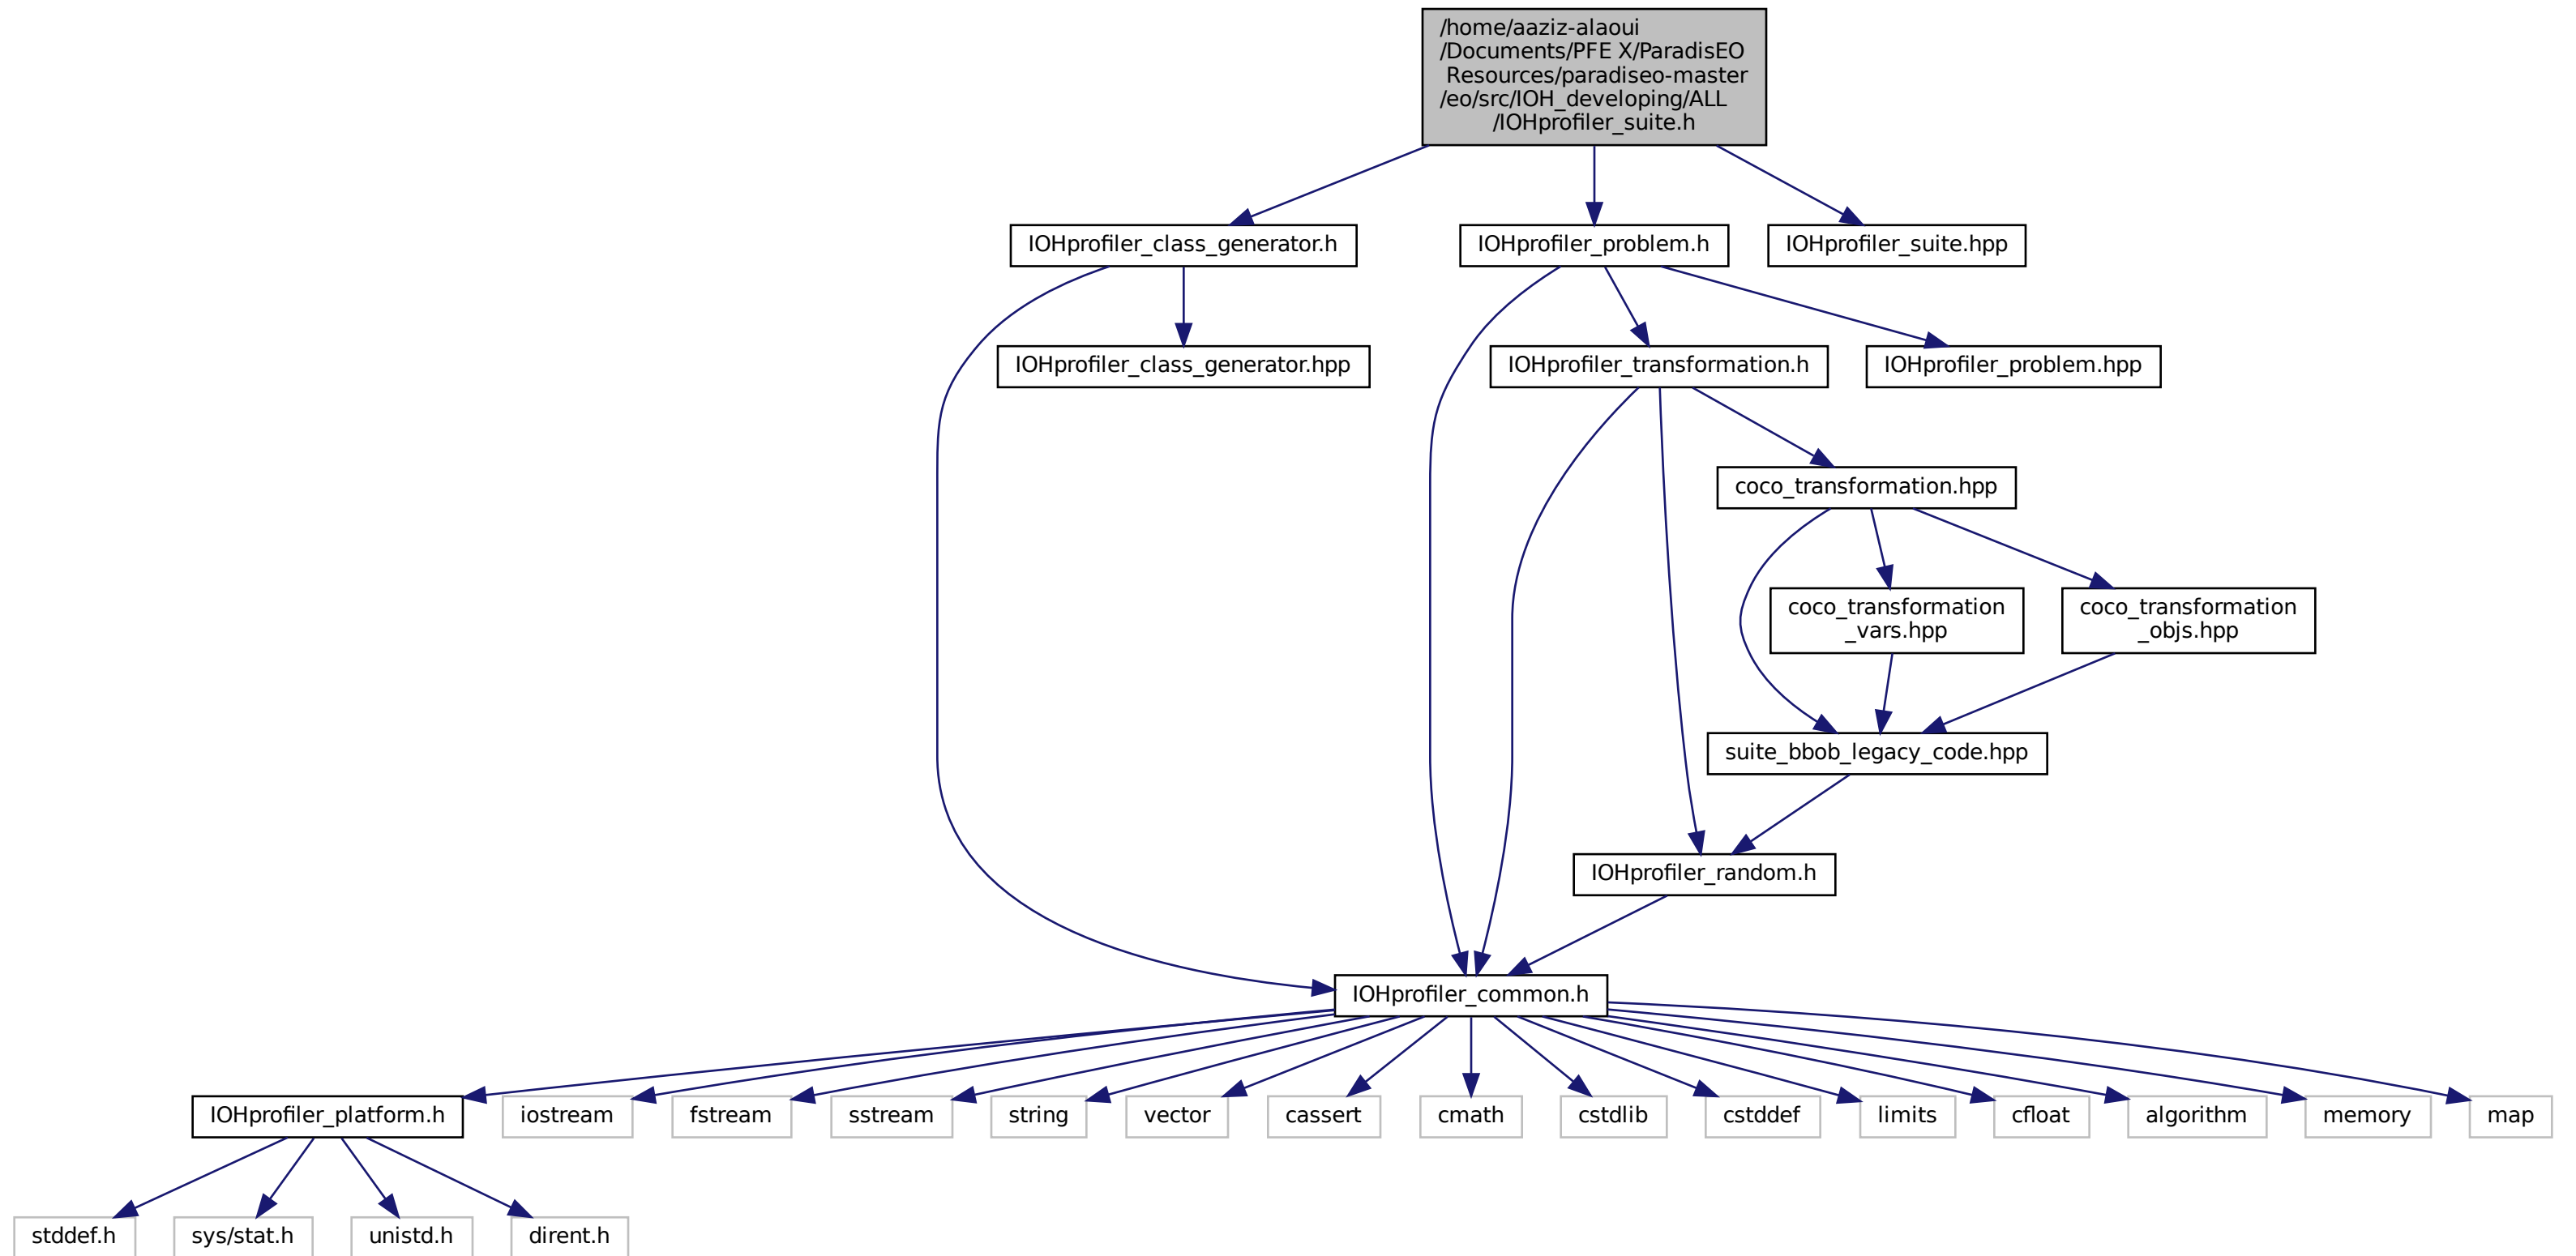 /home/aaziz-alaoui
/Documents/PFE X/ParadisEO
Resources/paradiseo-master
/eo/src/IOH_developing/ALL
/IOHprofiler_suite.h
IOHprofiler_class_generator.h
IOHprofiler_problem.h
IOHprofiler_suite.hpp
IOHprofiler_class_generator.hpp
IOHprofiler_transformation.h
IOHprofiler_problem.hpp
coco_transformation.hpp
coco_transformation
_vars.hpp
coco_transformation
_objs.hpp
suite_bbob_legacy_code.hpp
IOHprofiler_random.h
IOHprofiler_common.h
IOHprofiler_platform.h
iostream
fstream
sstream
string
vector
cassert
cmath
cstdlib
cstddef
limits
cfloat
algorithm
memory
map
stddef.h
sys/stat.h
unistd.h
dirent.h